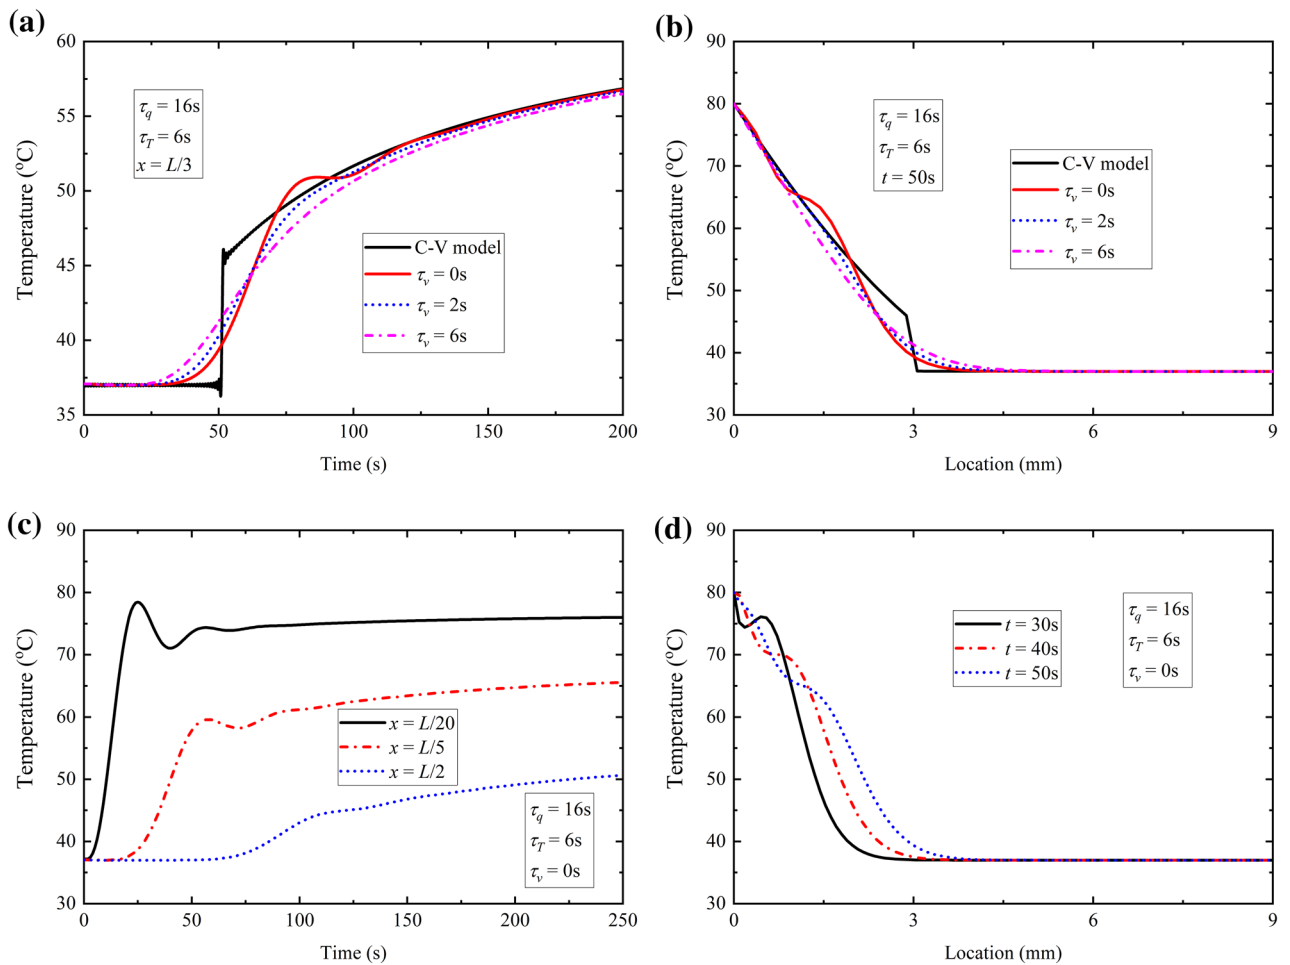 (a)
60
55
50
45
40
35
Temperature (°C)
τq = 16s
τT = 6s
x = L/3
C-V model
τv = 0s
τv = 2s
τv = 6s
0 50 100 150 200
Time (s)
(b)
90
80
70
60
50
40
30
Temperature (°C)
τq = 16s
τT = 6s
t = 50s
C-V model
τv = 0s
τv = 2s
τv = 6s
0 3 6 9
Location (mm)
(c)
90
80
70
60
50
40
30
Temperature (°C)
x = L/20
x = L/5
x = L/2
τq = 16s
τT = 6s
τv = 0s
0 50 100 150 200 250
Time (s)
(d)
90
80
70
60
50
40
30
Temperature (°C)
t = 30s
t = 40s
t = 50s
τq = 16s
τT = 6s
τv = 0s
0 3 6 9
Location (mm)